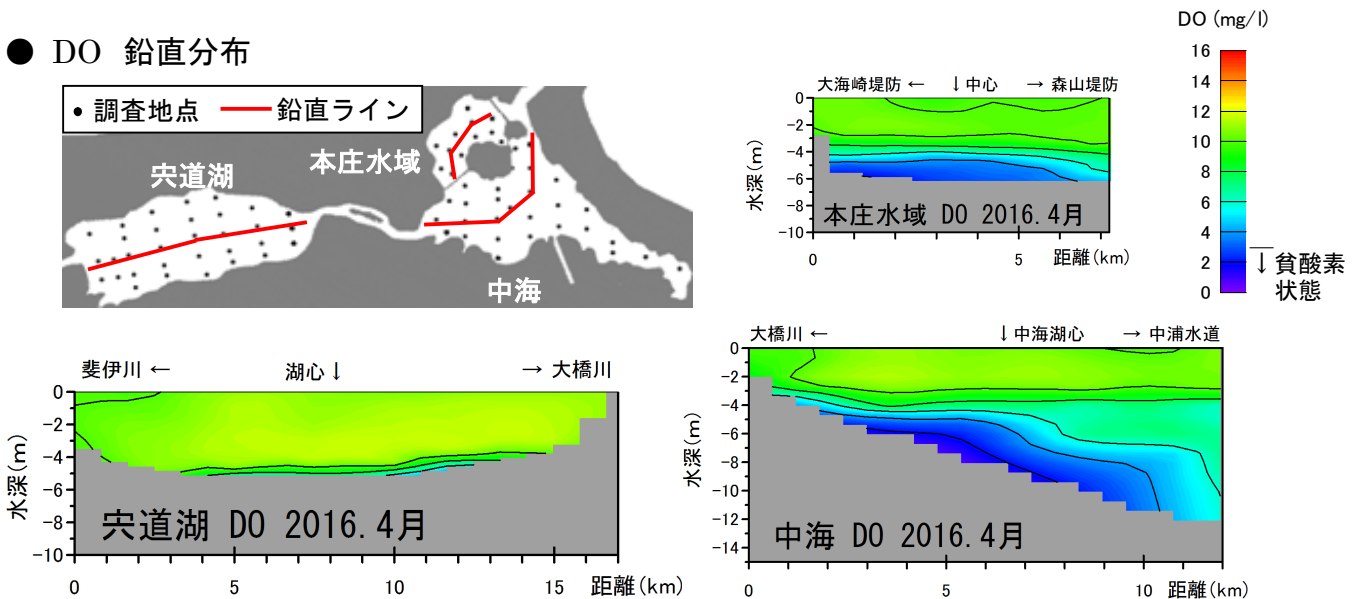 ● DO 鉛直分布
• 調査地点 ━ 鉛直ライン
宍道湖
本庄水域
中海
DO (mg/l)
16
14
12
10
8
6
4
2
0
↓ 貧酸素
状態
大海崎堤防 ← ↓中心 → 森山堤防
水深(m)
0
-2
-4
-6
-8
-10
本庄水域 DO 2016.4月
0 5 距離(km)
斐伊川 ← 湖心↓ → 大橋川
水深(m)
0
-2
-4
-6
-8
-10
宍道湖 DO 2016.4月
0 5 10 15 距離(km)
大橋川 ← ↓中海湖心 → 中浦水道
水深(m)
0
-2
-4
-6
-8
-10
-12
-14
中海 DO 2016.4月
0 5 10 距離(km)